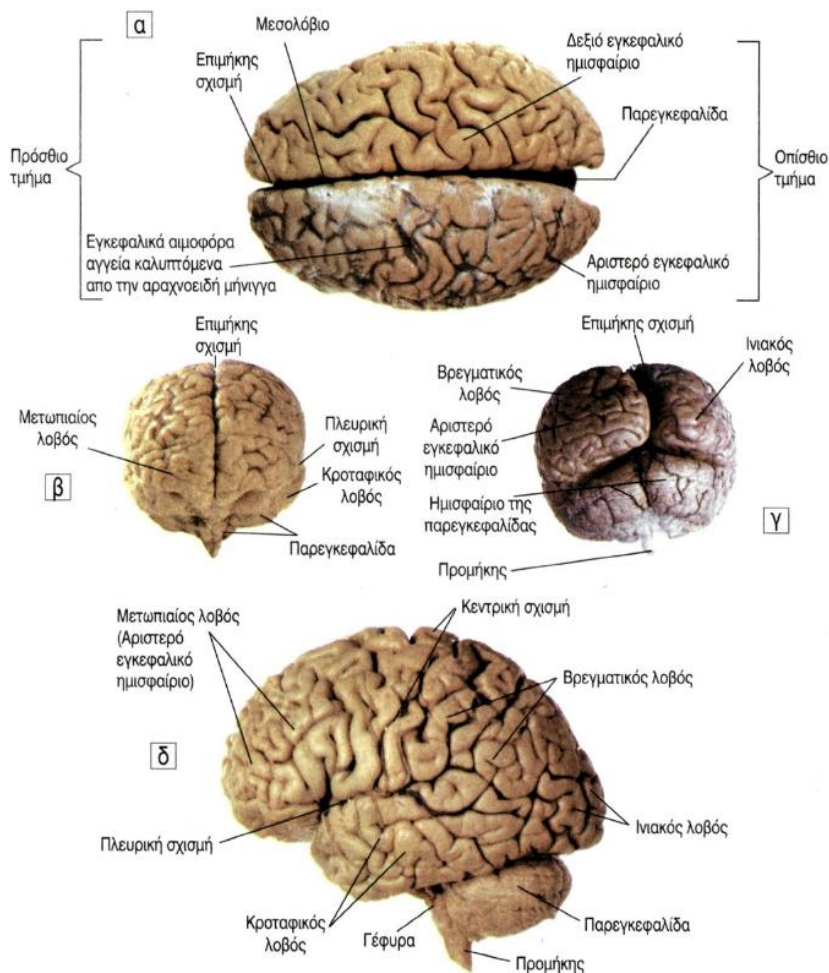 α
Μεσολόβιο
Επιμήκης
σχισμή
Δεξιό εγκεφαλικό
ημισφαίριο
Παρεγκεφαλίδα
Πρόσθιο
τμήμα
Οπίσθιο
τμήμα
Εγκεφαλικά αιμοφόρα
αγγεία καλυπτόμενα
απο την αραχνοειδή μήνιγγα
Αριστερό εγκεφαλικό
ημισφαίριο
Επιμήκης
σχισμή
Μετωπιαίος
λοβός
Πλευρική
σχισμή
Κροταφικός
λοβός
β
Παρεγκεφαλίδα
Επιμήκης σχισμή
Ινιακός
λοβός
Βρεγματικός
λοβός
Αριστερό
εγκεφαλικό
ημισφαίριο
Ημισφαίριο της
παρεγκεφαλίδας
γ
Προμήκης
Μετωπιαίος λοβός
(Αριστερό
εγκεφαλικό
ημισφαίριο)
Κεντρική σχισμή
Βρεγματικός λοβός
δ
Πλευρική σχισμή
Ινιακός λοβός
Κροταφικός
λοβός
Γέφυρα
Παρεγκεφαλίδα
Προμήκης